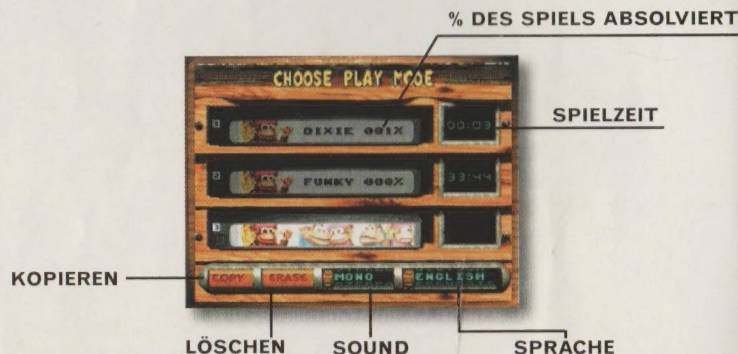 % DES SPIELS ABSOLVIERT
CHOOSE PLAY MODE
DIXIE 001%
00:03
SPIELZEIT
FUNKY 000%
33:44
KOPIEREN
COPY
ERASE
MONO
ENGLISH
LÖSCHEN
SOUND
SPRACHE